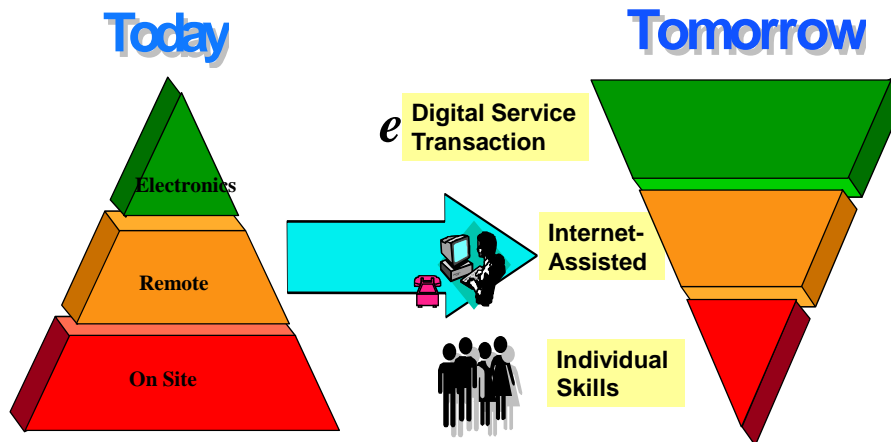 Today
Tomorrow
e Digital Service
Transaction
Electronics
Internet-
Assisted
Remote
Individual
Skills
On Site